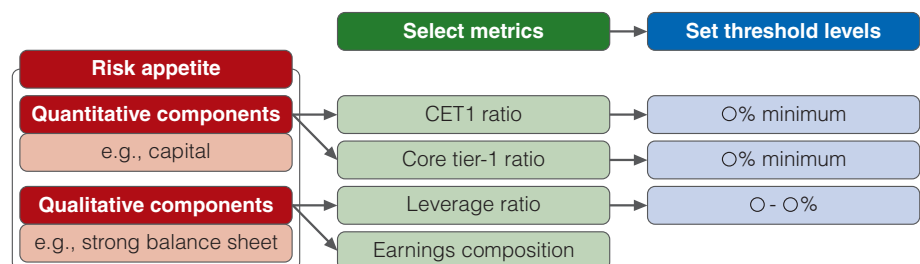 Select metrics
Set threshold levels
Risk appetite
Quantitative components
CET1 ratio
○% minimum
e.g., capital
Core tier-1 ratio
○% minimum
Qualitative components
Leverage ratio
○ - ○%
e.g., strong balance sheet
Earnings composition